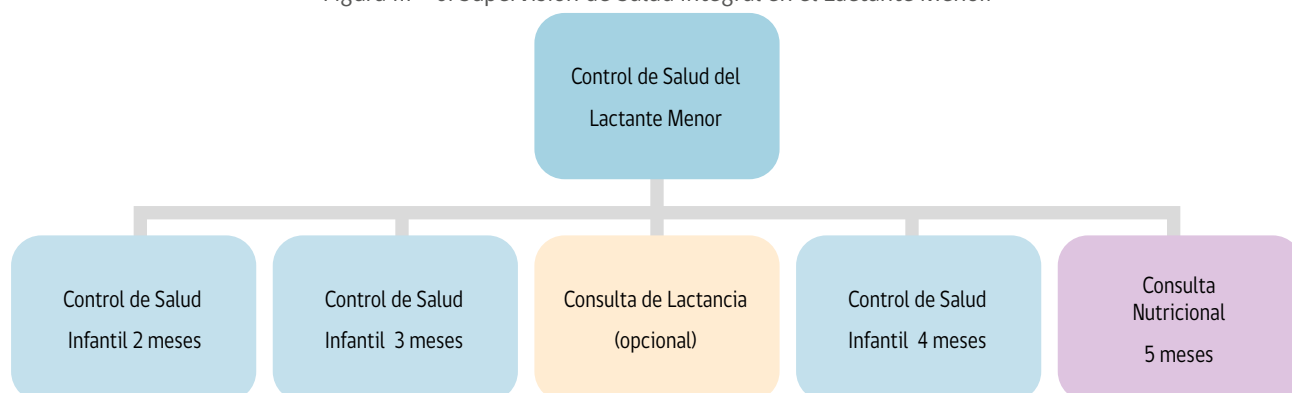 Control de Salud del
Lactante Menor
Control de Salud
Infantil 2 meses
Control de Salud
Infantil 3 meses
Consulta de Lactancia
(opcional)
Control de Salud
Infantil 4 meses
Consulta
Nutricional
5 meses